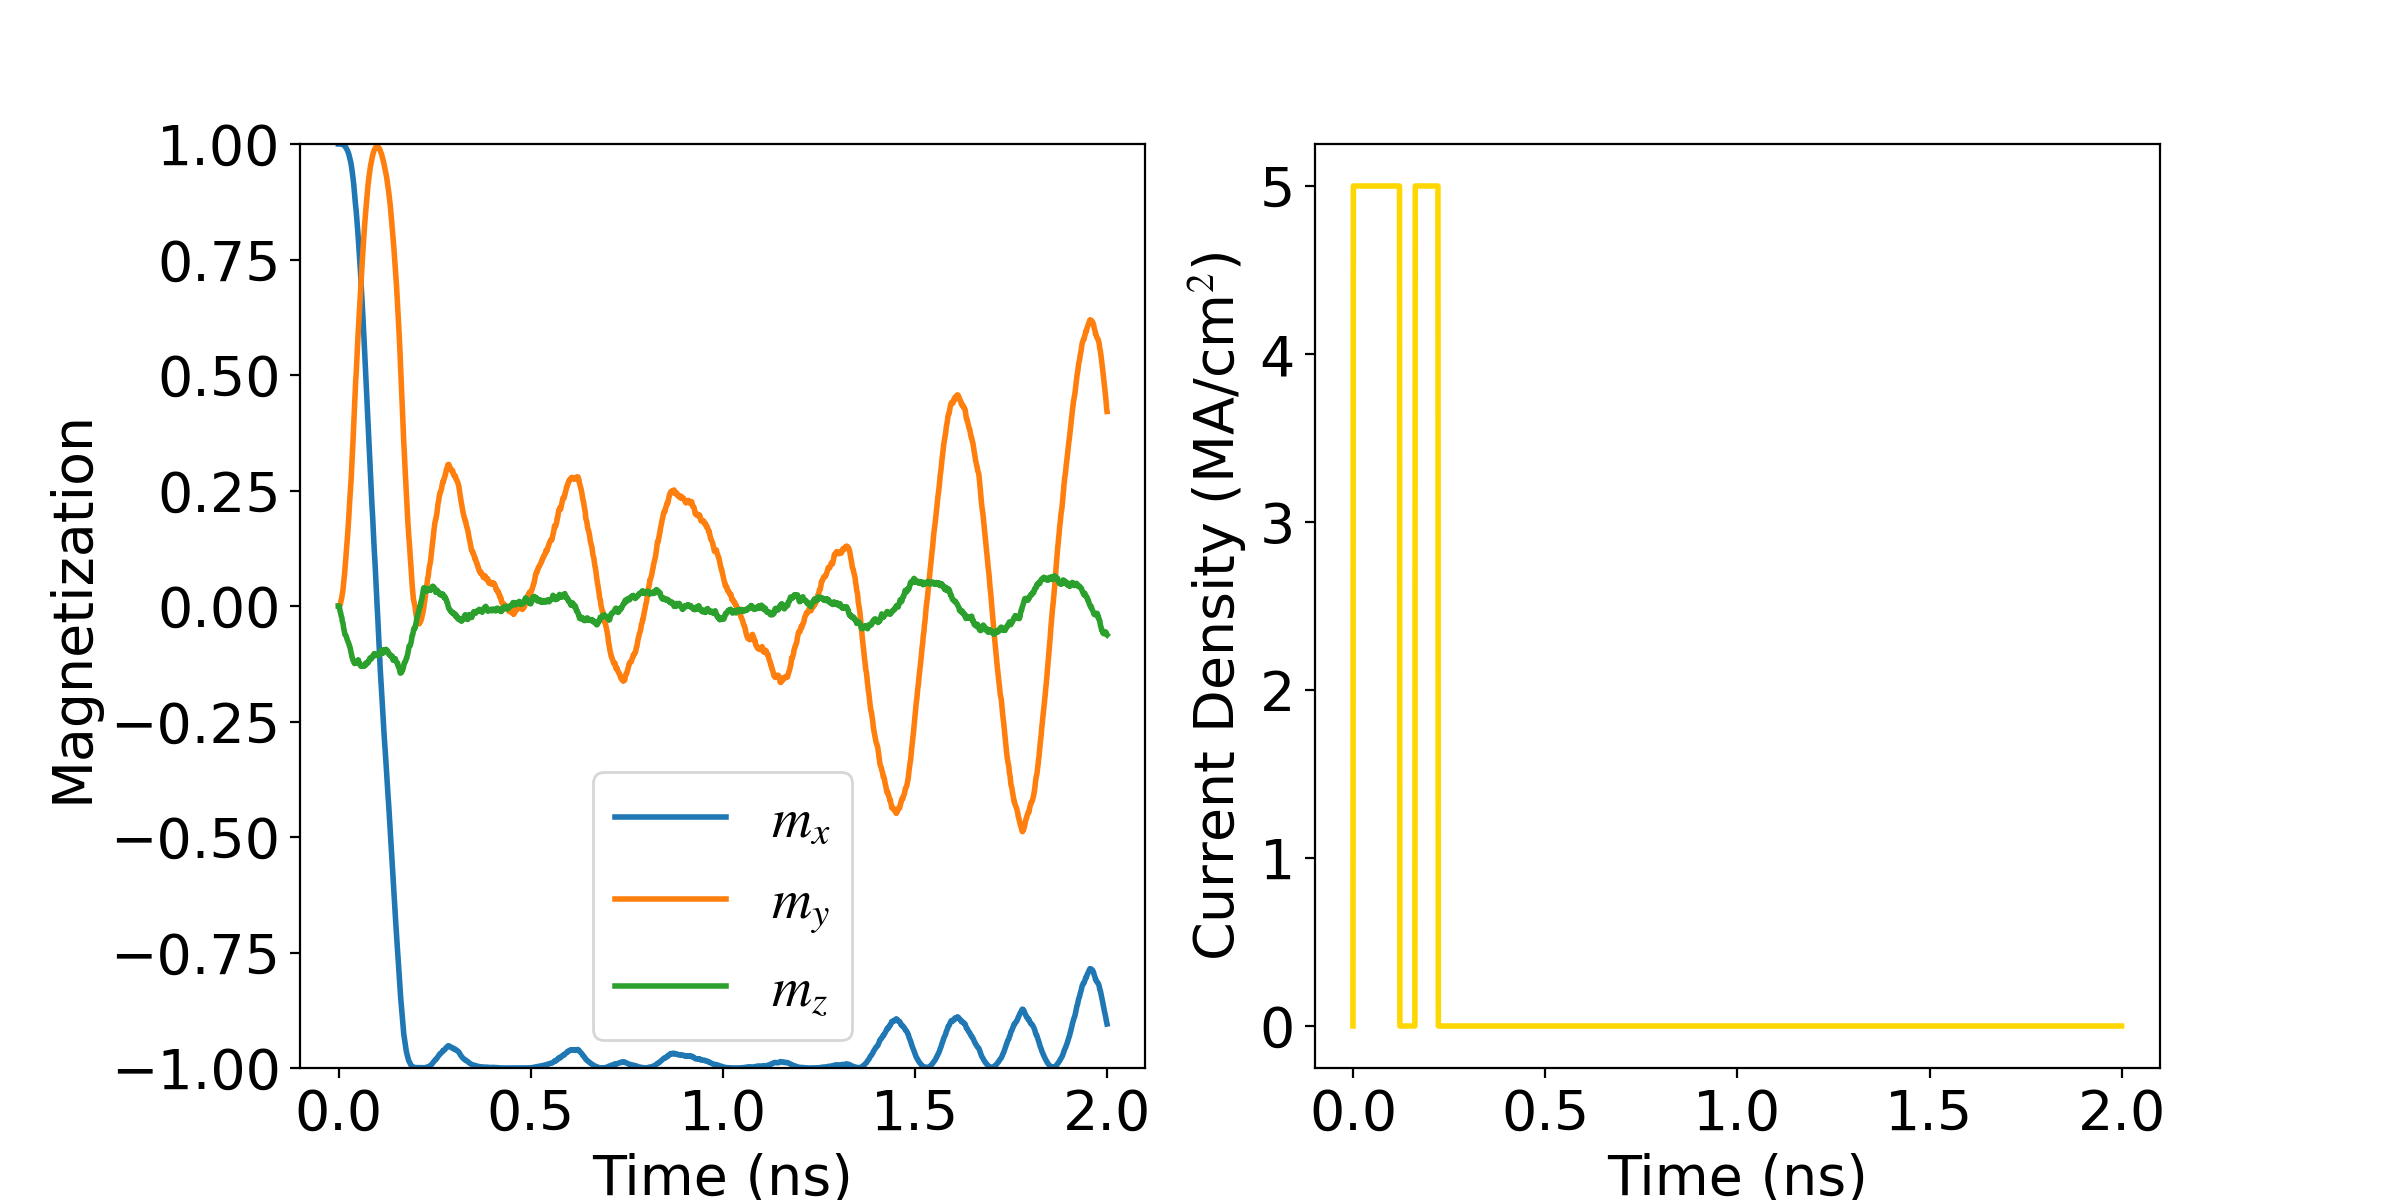 Magnetization
1.00
0.75
0.50
0.25
0.00
−0.25
−0.50
−0.75
−1.00
0.0 0.5 1.0 1.5 2.0
Time (ns)
m_x
m_y
m_z
Current Density (MA/cm²)
5
4
3
2
1
0
0.0 0.5 1.0 1.5 2.0
Time (ns)